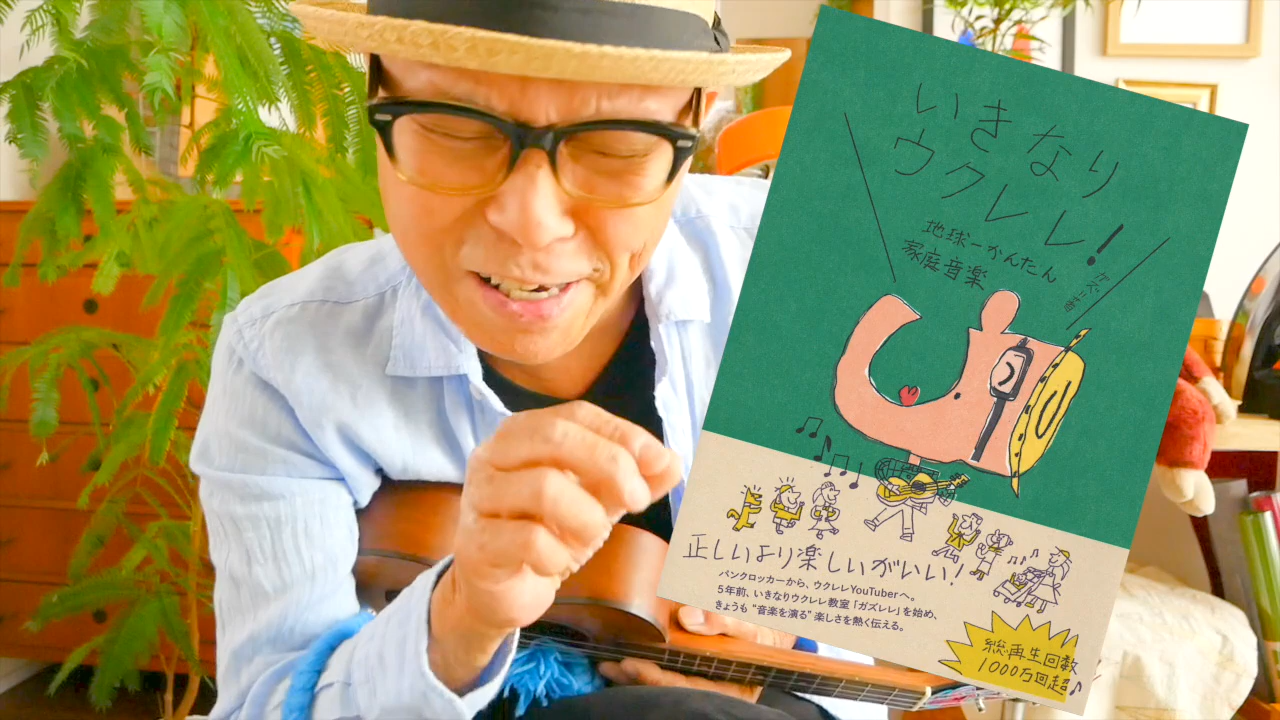 いきなり
ウクレレ!
地球一かんたん
家庭音楽
ガズ著
正しいより楽しいがいい!
パンクロッカーから、ウクレレYouTuberへ。
5年前、いきなりウクレレ教室「ガズレレ」を始め、
きょうも“音楽を演る”楽しさを熱く伝える。
総再生回数
1000万回超